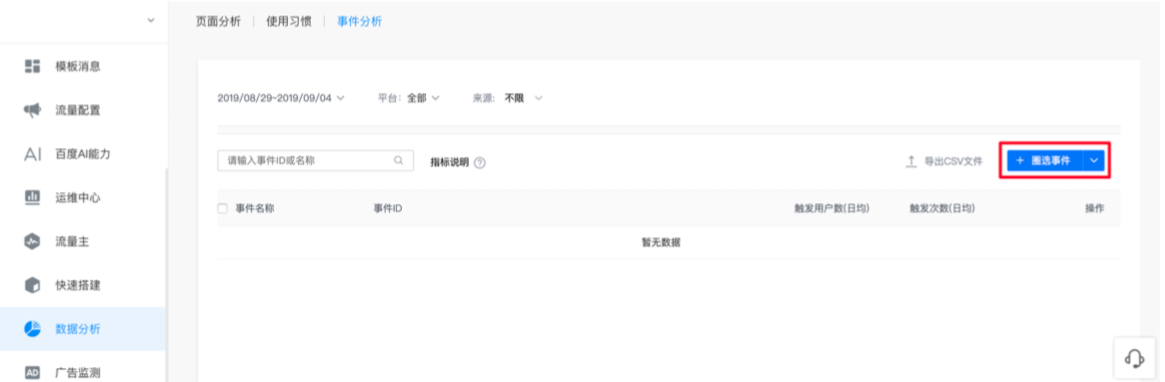 页面分析 使用习惯 事件分析
模板消息
流量配置
AI 百度AI能力
运维中心
流量主
快速搭建
数据分析
AD 广告监测
2019/08/29~2019/09/04 平台: 全部 来源: 不限
请输入事件ID或名称 指标说明 ? 导出CSV文件 + 圈选事件
事件名称 事件ID 触发用户数(日均) 触发次数(日均) 操作
暂无数据